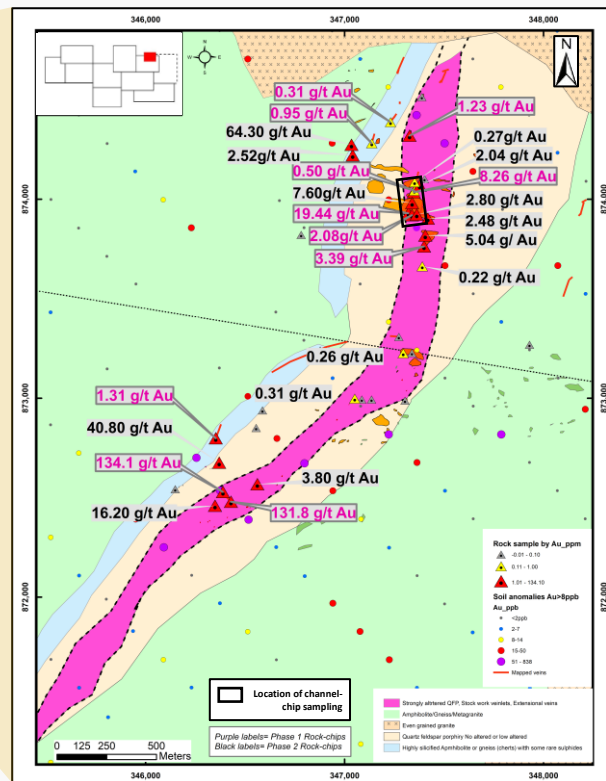 346,000
347,000
348,000
N
N
W
E
S
0.31 g/t Au
0.95 g/t Au
1.23 g/t Au
64.30 g/t Au
0.27g/t Au
2.52g/t Au
2.04 g/t Au
0.50 g/t Au
8.26 g/t Au
874,000
874,000
7.60g/t Au
2.80 g/t Au
19.44 g/t Au
2.48 g/t Au
2.08g/t Au
5.04 g/t Au
3.39 g/t Au
0.22 g/t Au
0.26 g/t Au
873,000
873,000
1.31 g/t Au
0.31 g/t Au
40.80 g/t Au
134.1 g/t Au
3.80 g/t Au
16.20 g/t Au
131.8 g/t Au
872,000
872,000
Rock sample by Au_ppm
-0.01 - 0.10
0.11 - 1.00
1.01 - 134.10
Soil anomalies Au>8ppb
Au_ppb
<2ppb
2-7
8-14
15-50
51 - 838
Mapped veins
Location of channel-
chip sampling
Purple labels= Phase 1 Rock-chips
Black labels= Phase 2 Rock-chips
Strongly altirterd QFP, Stock work veinlets, Extensional veins
Amphibolite/Gneiss/Metagranite
Even grained granite
Quartz feldspar porphiry No altered or low altered
Highly silicified Apmhibolite or gneiss (cherts) with some rare sulphides
0
125
250
500
Meters
346,000
347,000
348,000